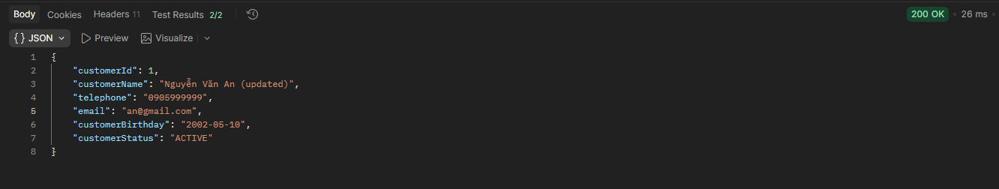 Body Cookies Headers 11 Test Results 2/2 200 OK • 26 ms •
{} JSON Preview Visualize
1 {
2 "customerId": 1,
3 "customerName": "Nguyễn Văn An (updated)",
4 "telephone": "0905999999",
5 "email": "an@gmail.com",
6 "customerBirthday": "2002-05-10",
7 "customerStatus": "ACTIVE"
8 }